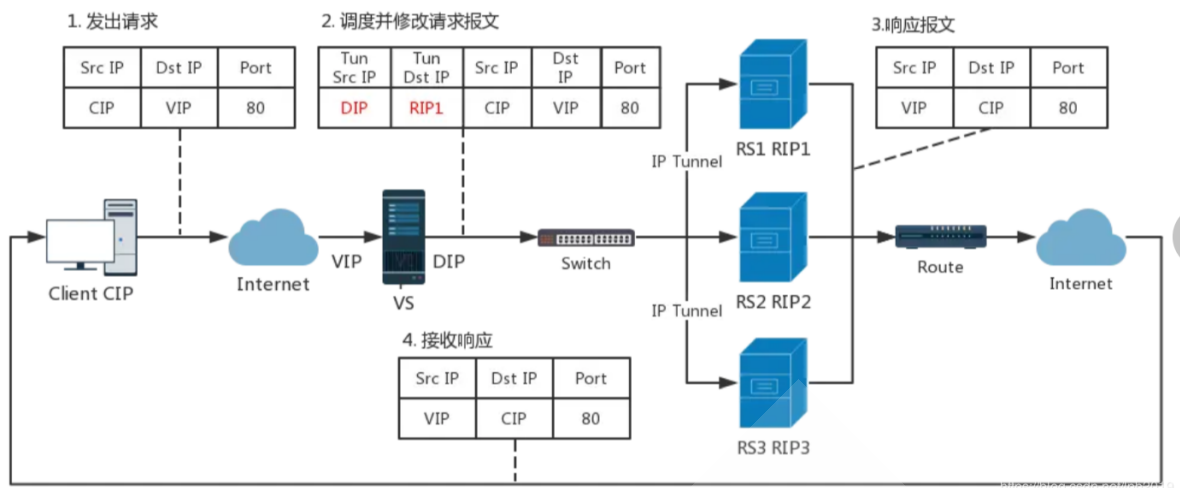 1. 发出请求
Src IP Dst IP Port
CIP VIP 80
2. 调度并修改请求报文
Tun Src IP Tun Dst IP Src IP Dst IP Port
DIP RIP1 CIP VIP 80
3.响应报文
Src IP Dst IP Port
VIP CIP 80
RS1 RIP1
IP Tunnel
Client CIP
Internet
VIP
VS
DIP
Switch
RS2 RIP2
Route
Internet
IP Tunnel
4. 接收响应
Src IP Dst IP Port
VIP CIP 80
RS3 RIP3